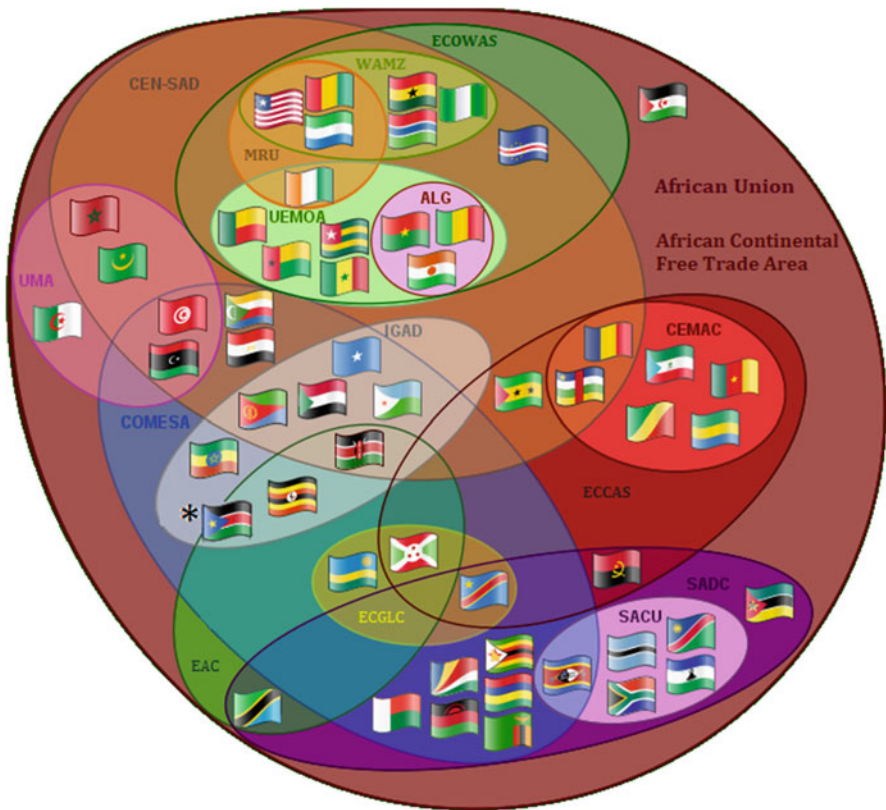 ECOWAS
WAMZ
CEN-SAD
MRU
African Union
ALG
UEMOA
African Continental
Free Trade Area
UMA
IGAD
CEMAC
COMESA
ECCAS
*
SADC
ECGLC
SACU
EAC